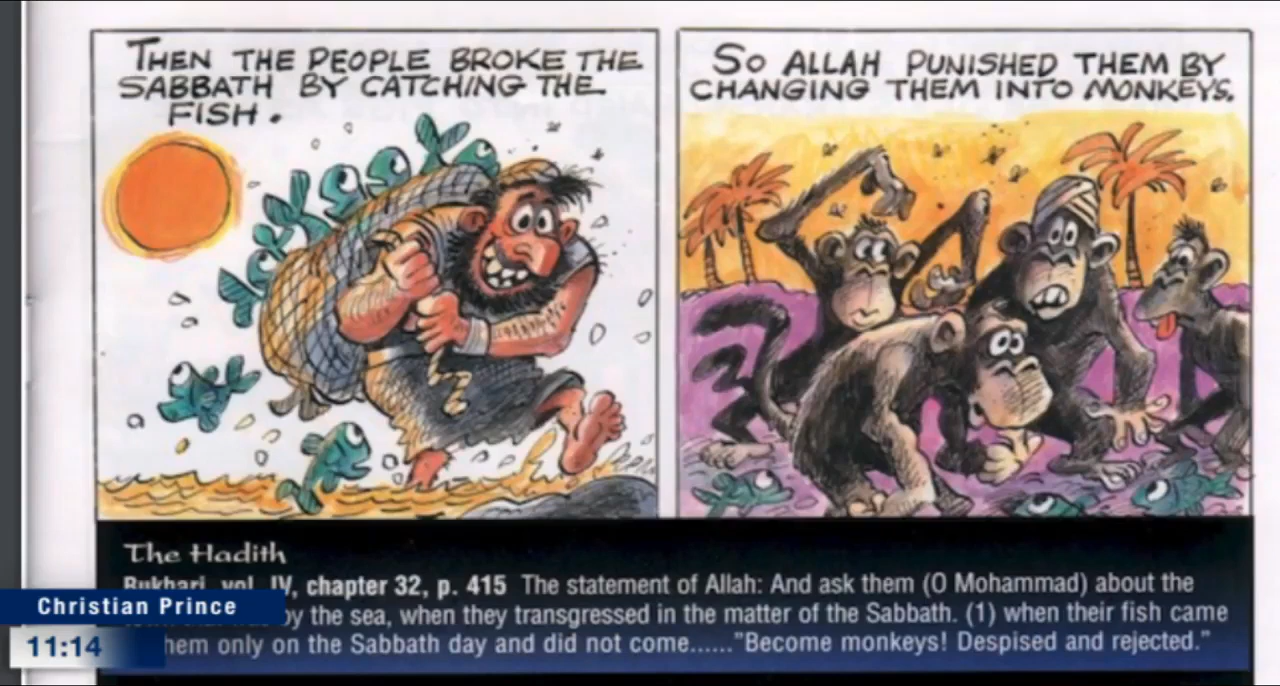 THEN THE PEOPLE BROKE THE
SABBATH BY CATCHING THE
FISH.
SO ALLAH PUNISHED THEM BY
CHANGING THEM INTO MONKEYS.
The Hadith
Bukhari, vol. IV, chapter 32, p. 415 The statement of Allah: And ask them (O Mohammad) about the
by the sea, when they transgressed in the matter of the Sabbath. (1) when their fish came
hem only on the Sabbath day and did not come......"Become monkeys! Despised and rejected."
Christian Prince
11:14